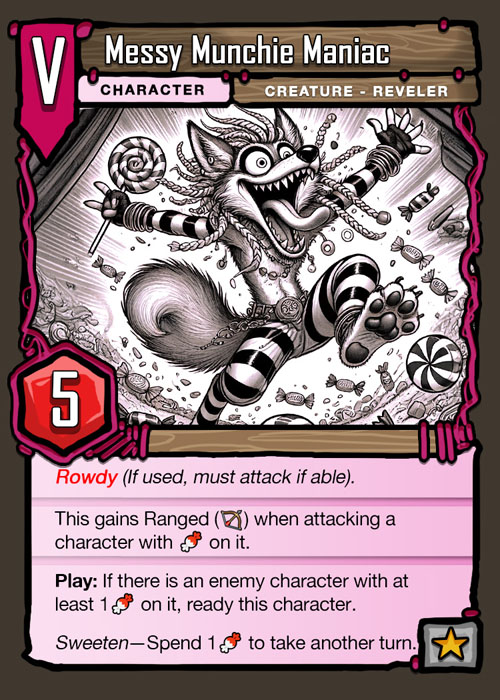 V
Messy Munchie Maniac
CHARACTER
CREATURE - REVELER
5
Rowdy (If used, must attack if able).
This gains Ranged () when attacking a
character with on it.
Play: If there is an enemy character with at
least 1 on it, ready this character.
Sweeten—Spend 1 to take another turn.